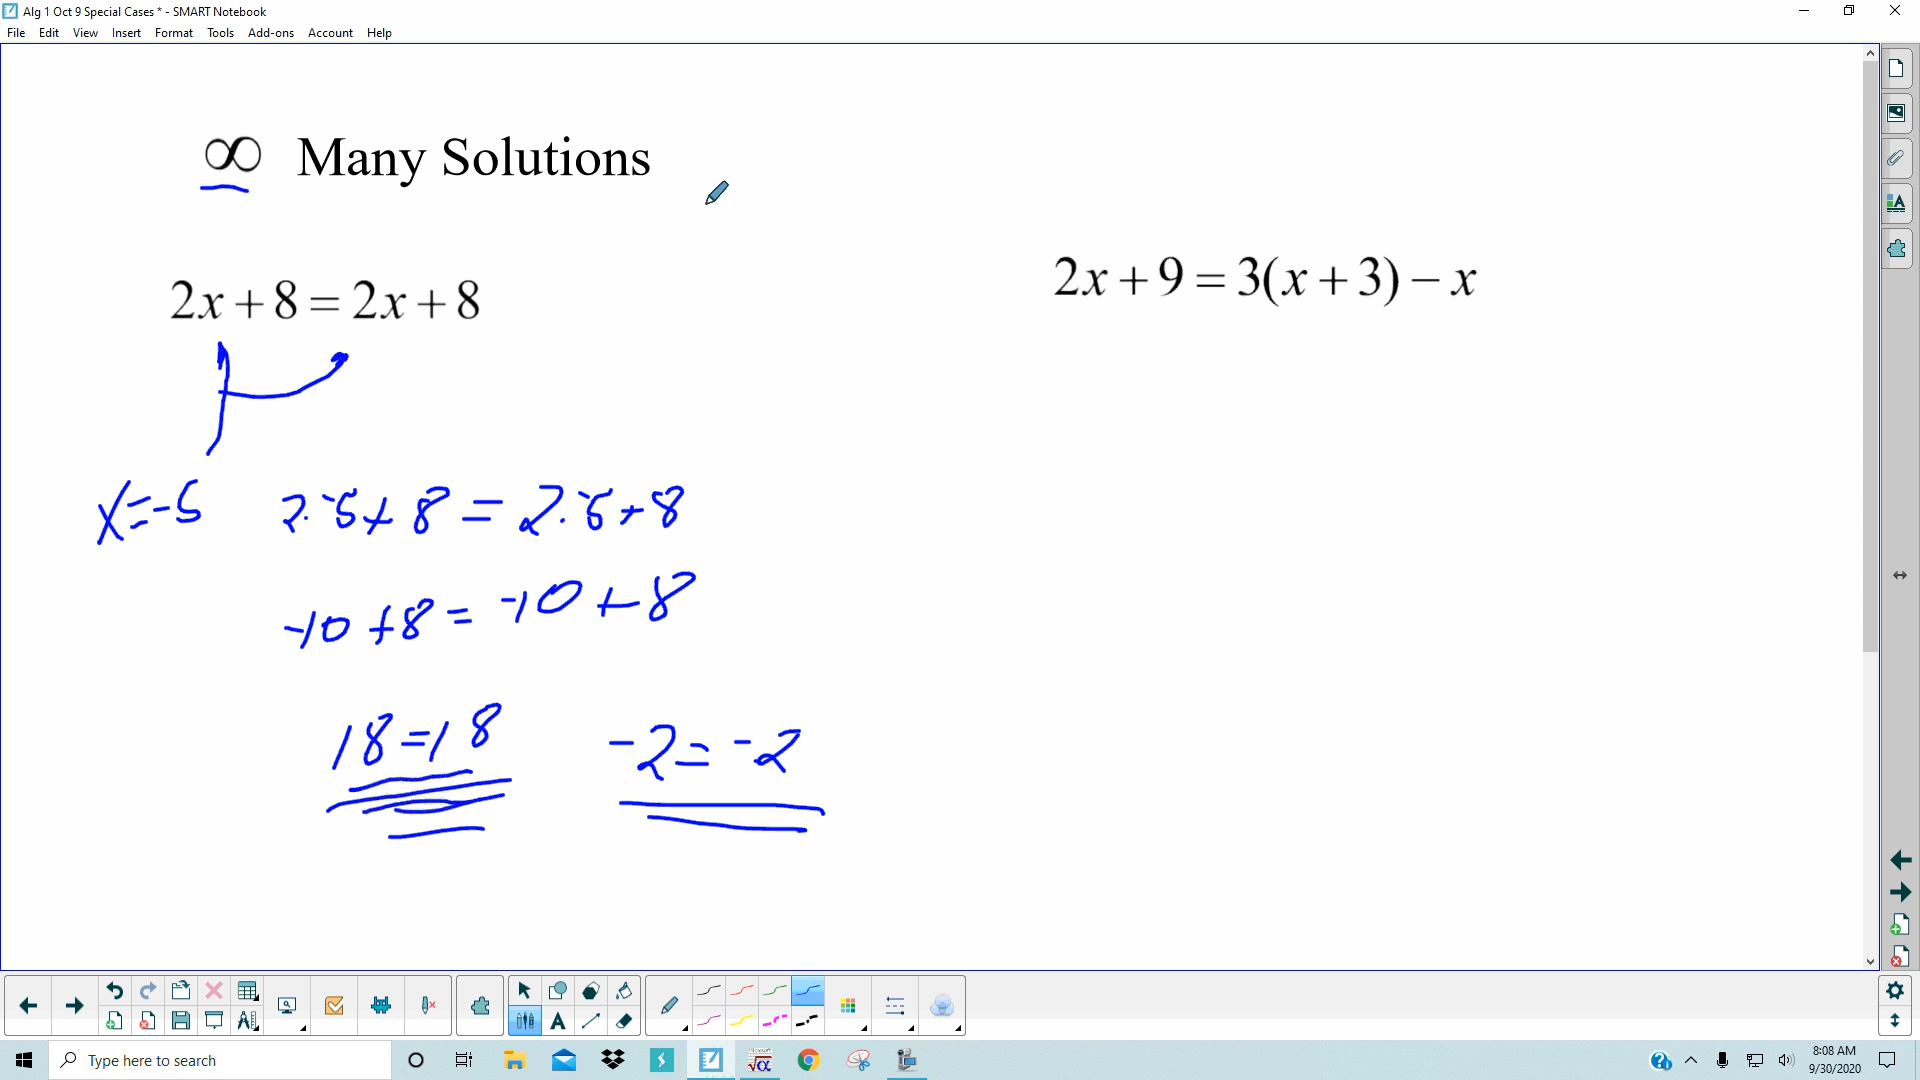 Alg 1 Oct 9 Special Cases * - SMART Notebook
File Edit View Insert Format Tools Add-ons Account Help
∞ Many Solutions
2x + 8 = 2x + 8
2x + 9 = 3(x + 3) − x
x=-5 2·-5+8 = 2·-5+8
-10+8 = -10+8
18=18 -2=-2
Type here to search
8:08 AM
9/30/2020